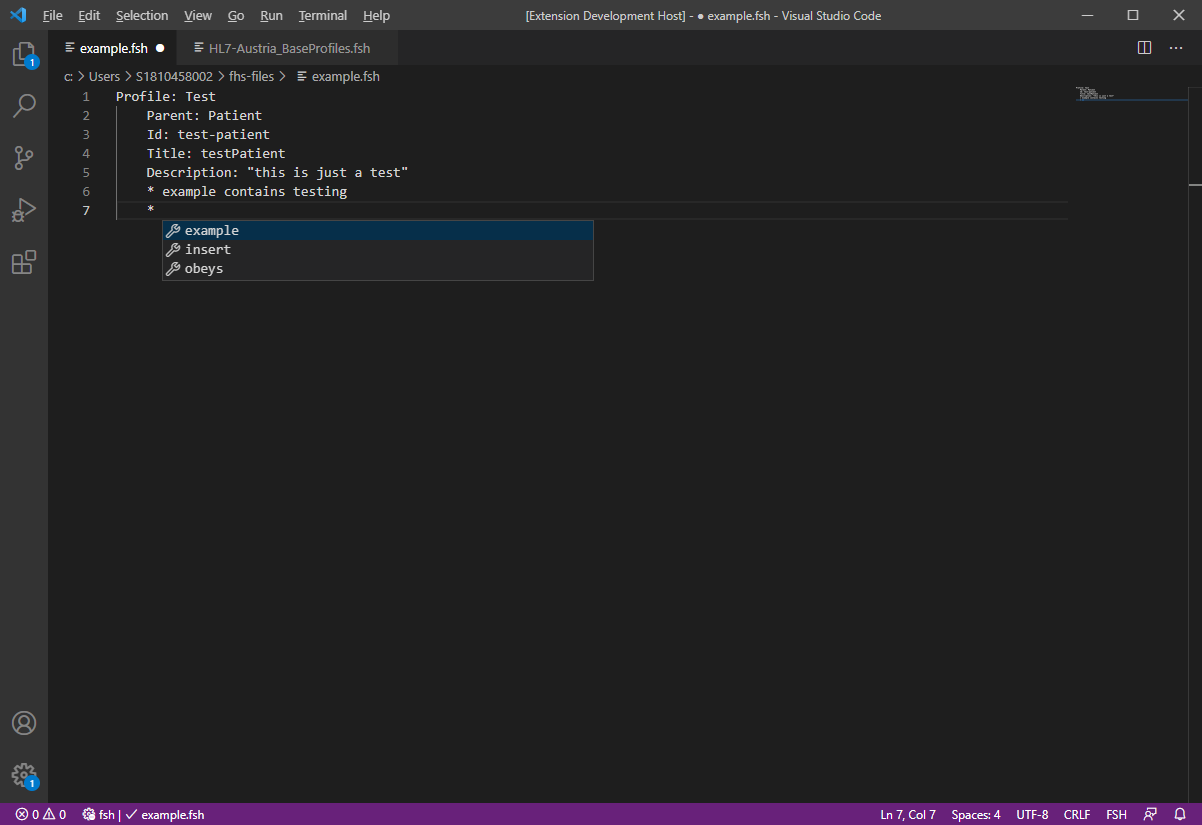 File Edit Selection View Go Run Terminal Help [Extension Development Host] - ● example.fsh - Visual Studio Code
example.fsh ● HL7-Austria_BaseProfiles.fsh ···
c: > Users > S1810458002 > fhs-files > example.fsh
1 Profile: Test
2 Parent: Patient
3 Id: test-patient
4 Title: testPatient
5 Description: "this is just a test"
6 * example contains testing
7 *
example
insert
obeys
1
1
0 0 fsh | ✓ example.fsh Ln 7, Col 7 Spaces: 4 UTF-8 CRLF FSH